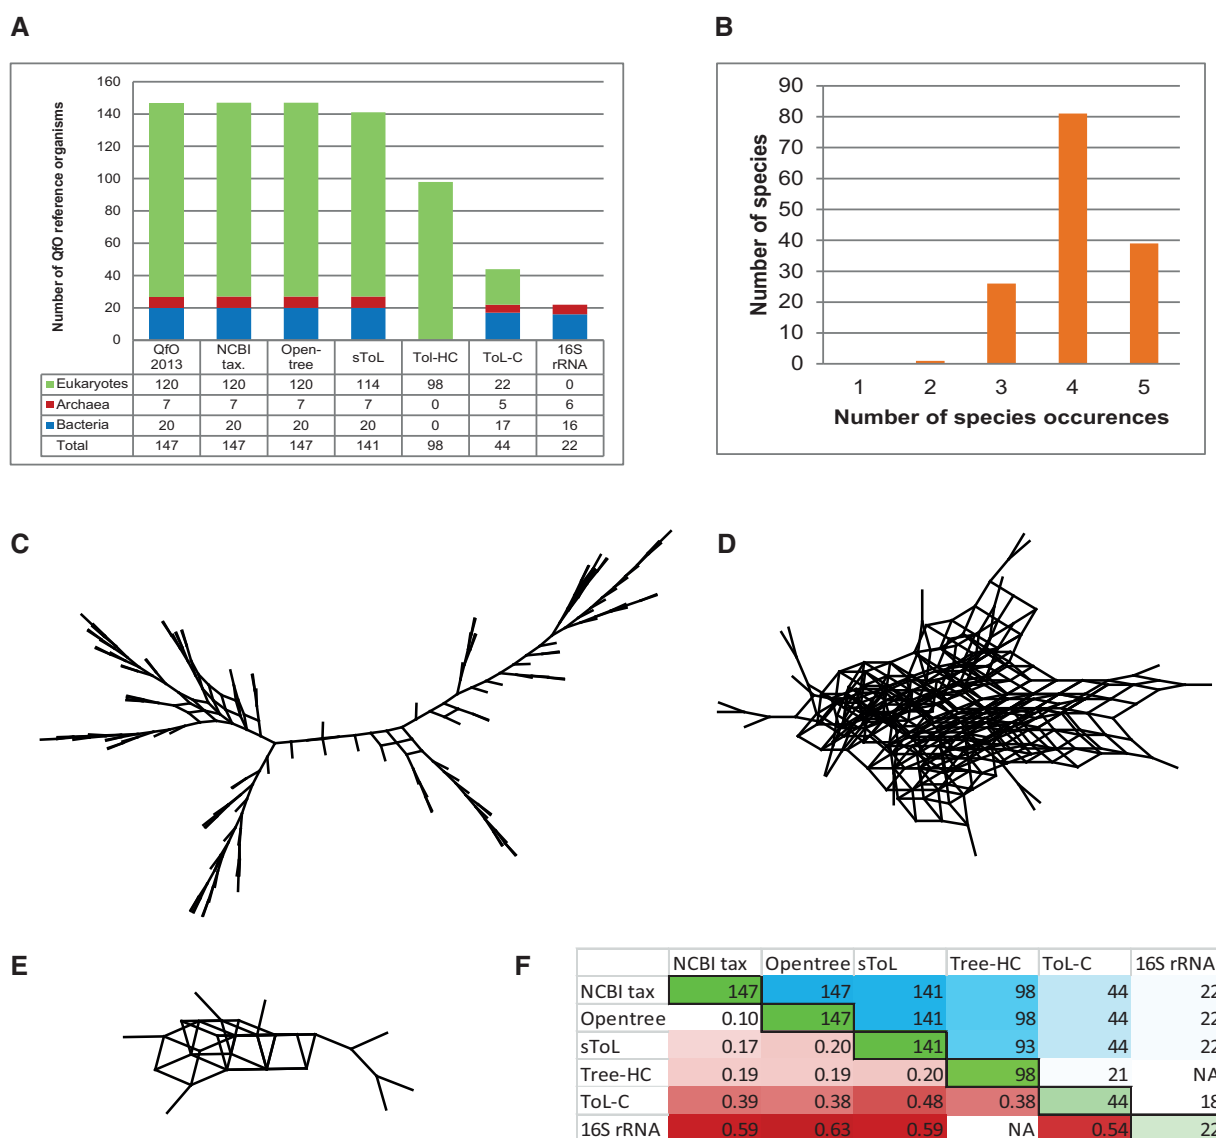 A
Number of QfO reference organisms
160
140
120
100
80
60
40
20
0
QfO 2013 NCBI tax. Open-tree sToL Tol-HC ToL-C 16S rRNA
Eukaryotes 120 120 120 114 98 22 0
Archaea 7 7 7 7 0 5 6
Bacteria 20 20 20 20 0 17 16
Total 147 147 147 141 98 44 22
B
Number of species
90
80
70
60
50
40
30
20
10
0
1 2 3 4 5
Number of species occurences
C
D
E
F
NCBI tax Opentree sToL Tree-HC ToL-C 16S rRNA
NCBI tax 147 147 141 98 44 22
Opentree 0.10 147 141 98 44 22
sToL 0.17 0.20 141 93 44 22
Tree-HC 0.19 0.19 0.20 98 21 NA
ToL-C 0.39 0.38 0.48 0.38 44 18
16S rRNA 0.59 0.63 0.59 NA 0.54 22